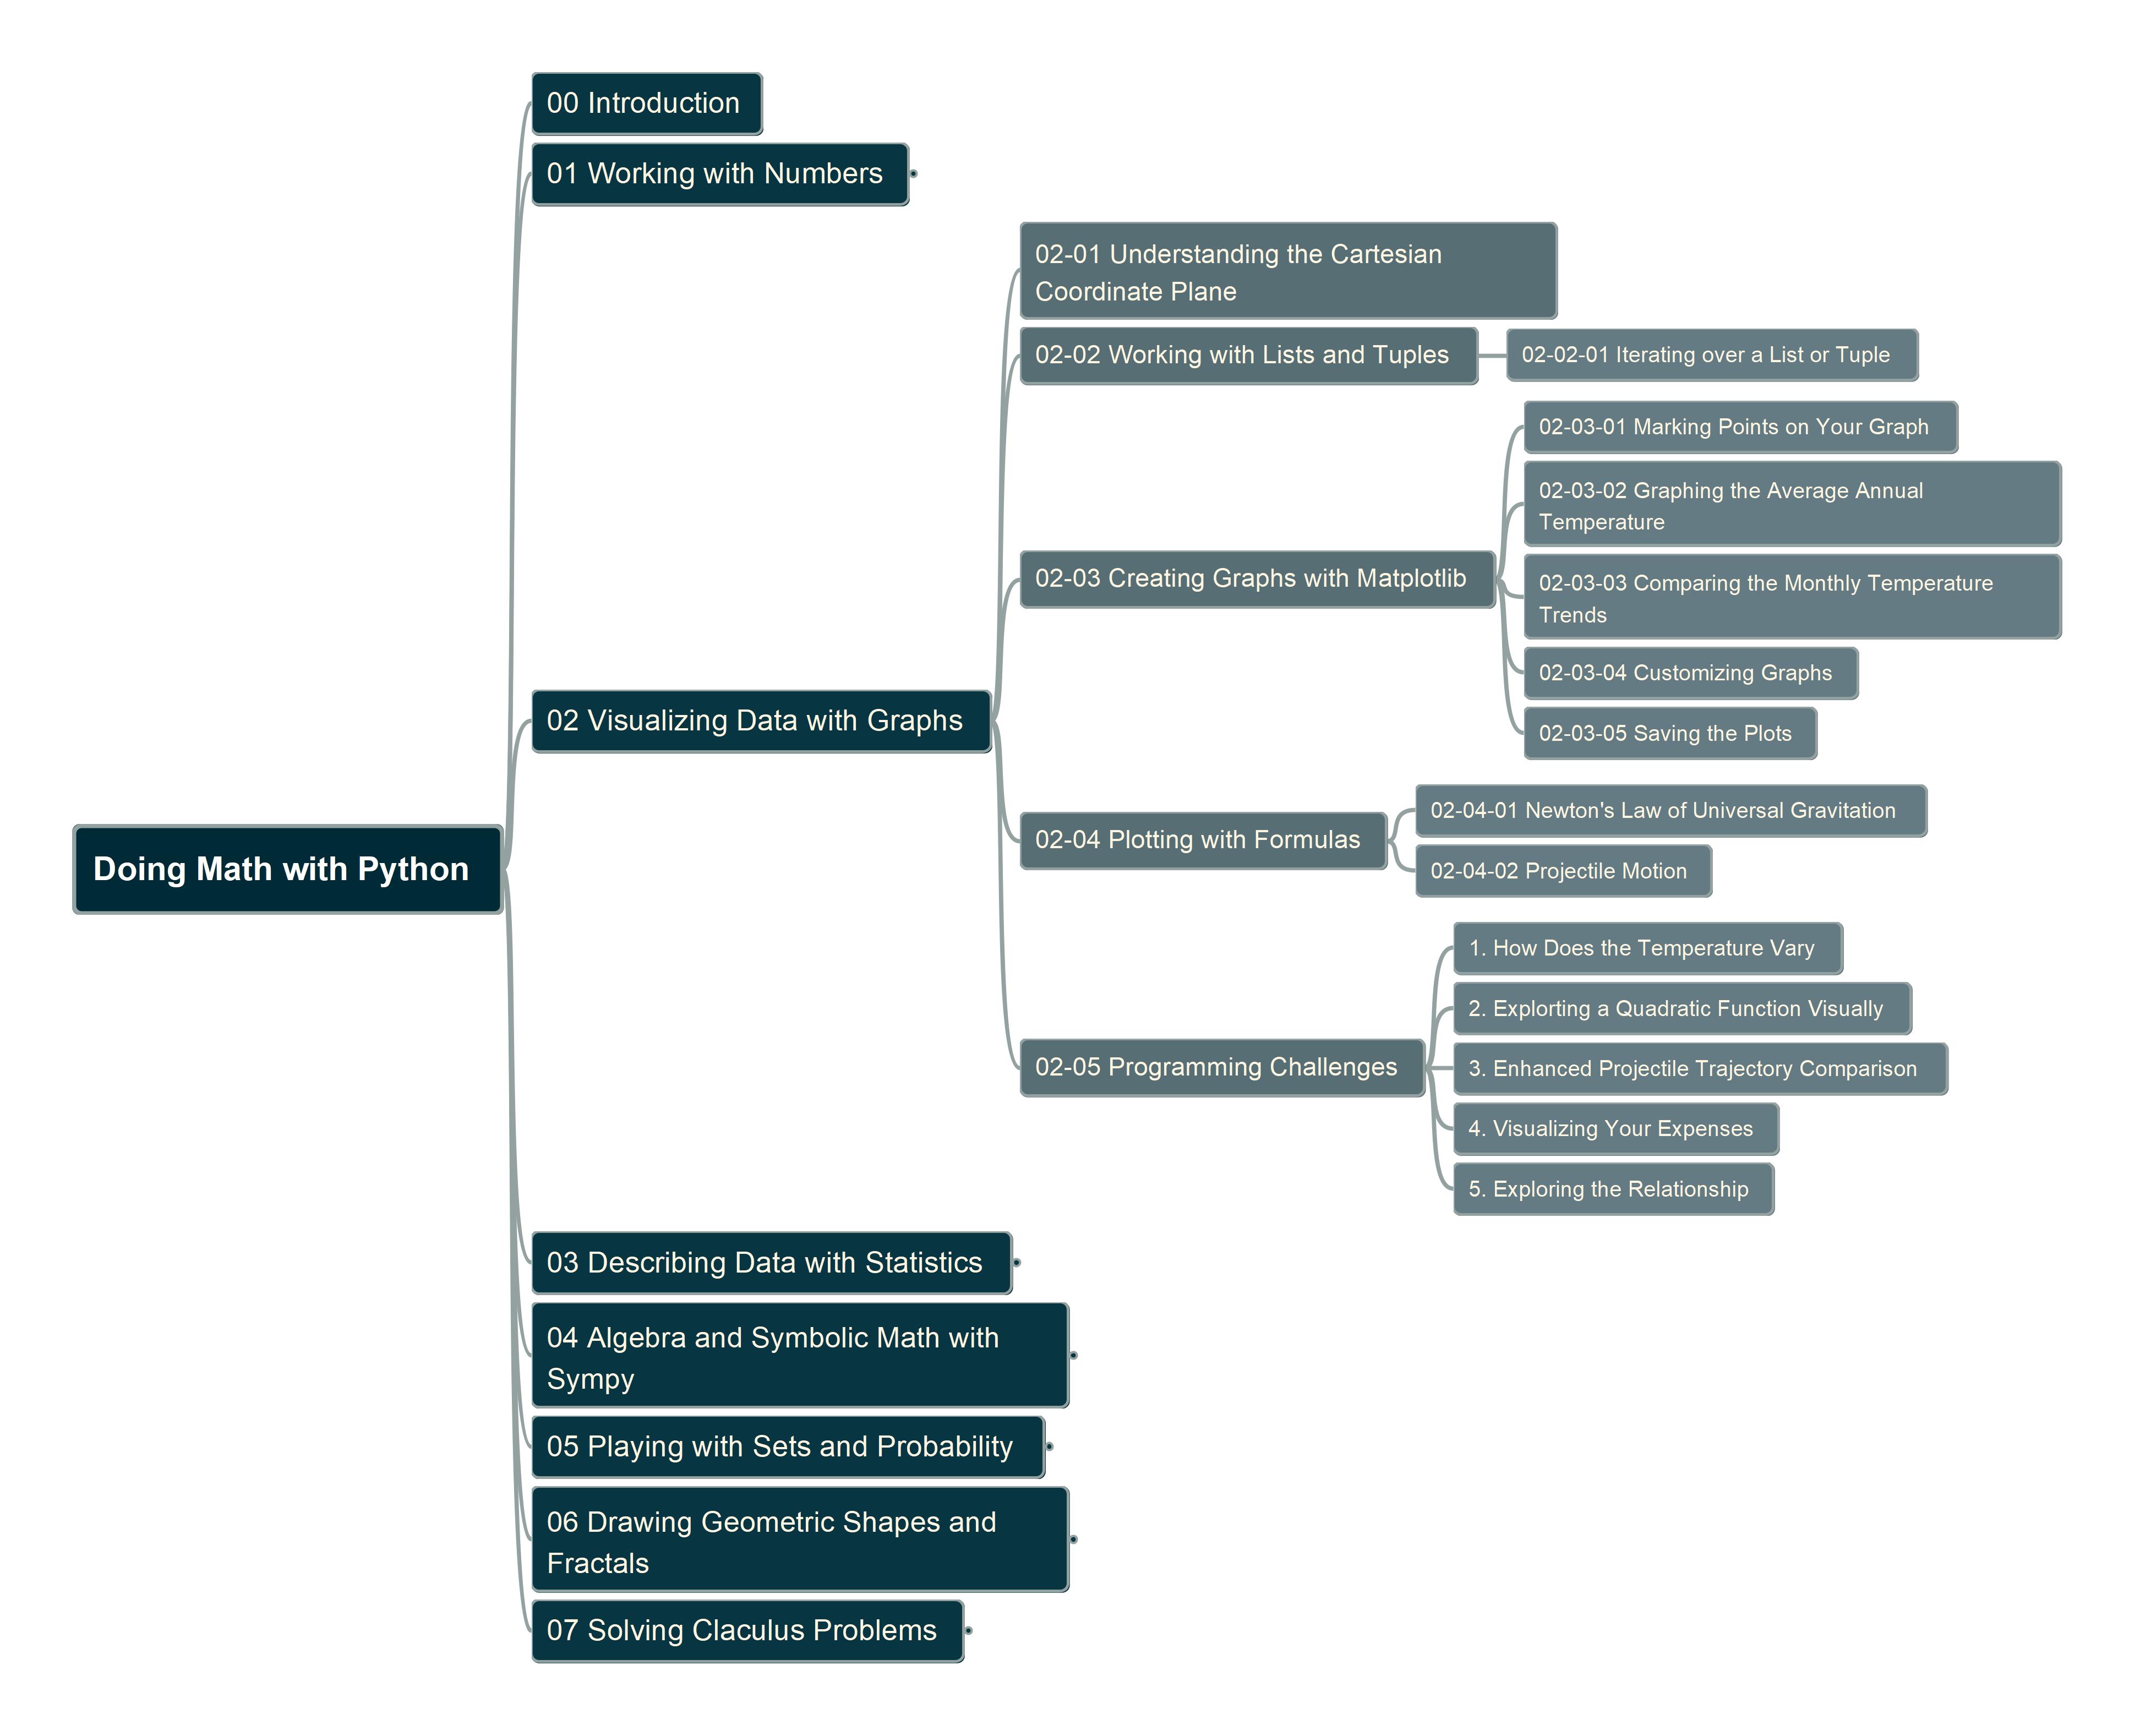 Doing Math with Python
00 Introduction
01 Working with Numbers
02 Visualizing Data with Graphs
02-01 Understanding the Cartesian
Coordinate Plane
02-02 Working with Lists and Tuples
02-02-01 Iterating over a List or Tuple
02-03 Creating Graphs with Matplotlib
02-03-01 Marking Points on Your Graph
02-03-02 Graphing the Average Annual
Temperature
02-03-03 Comparing the Monthly Temperature
Trends
02-03-04 Customizing Graphs
02-03-05 Saving the Plots
02-04 Plotting with Formulas
02-04-01 Newton's Law of Universal Gravitation
02-04-02 Projectile Motion
02-05 Programming Challenges
1. How Does the Temperature Vary
2. Explorting a Quadratic Function Visually
3. Enhanced Projectile Trajectory Comparison
4. Visualizing Your Expenses
5. Exploring the Relationship
03 Describing Data with Statistics
04 Algebra and Symbolic Math with
Sympy
05 Playing with Sets and Probability
06 Drawing Geometric Shapes and
Fractals
07 Solving Claculus Problems